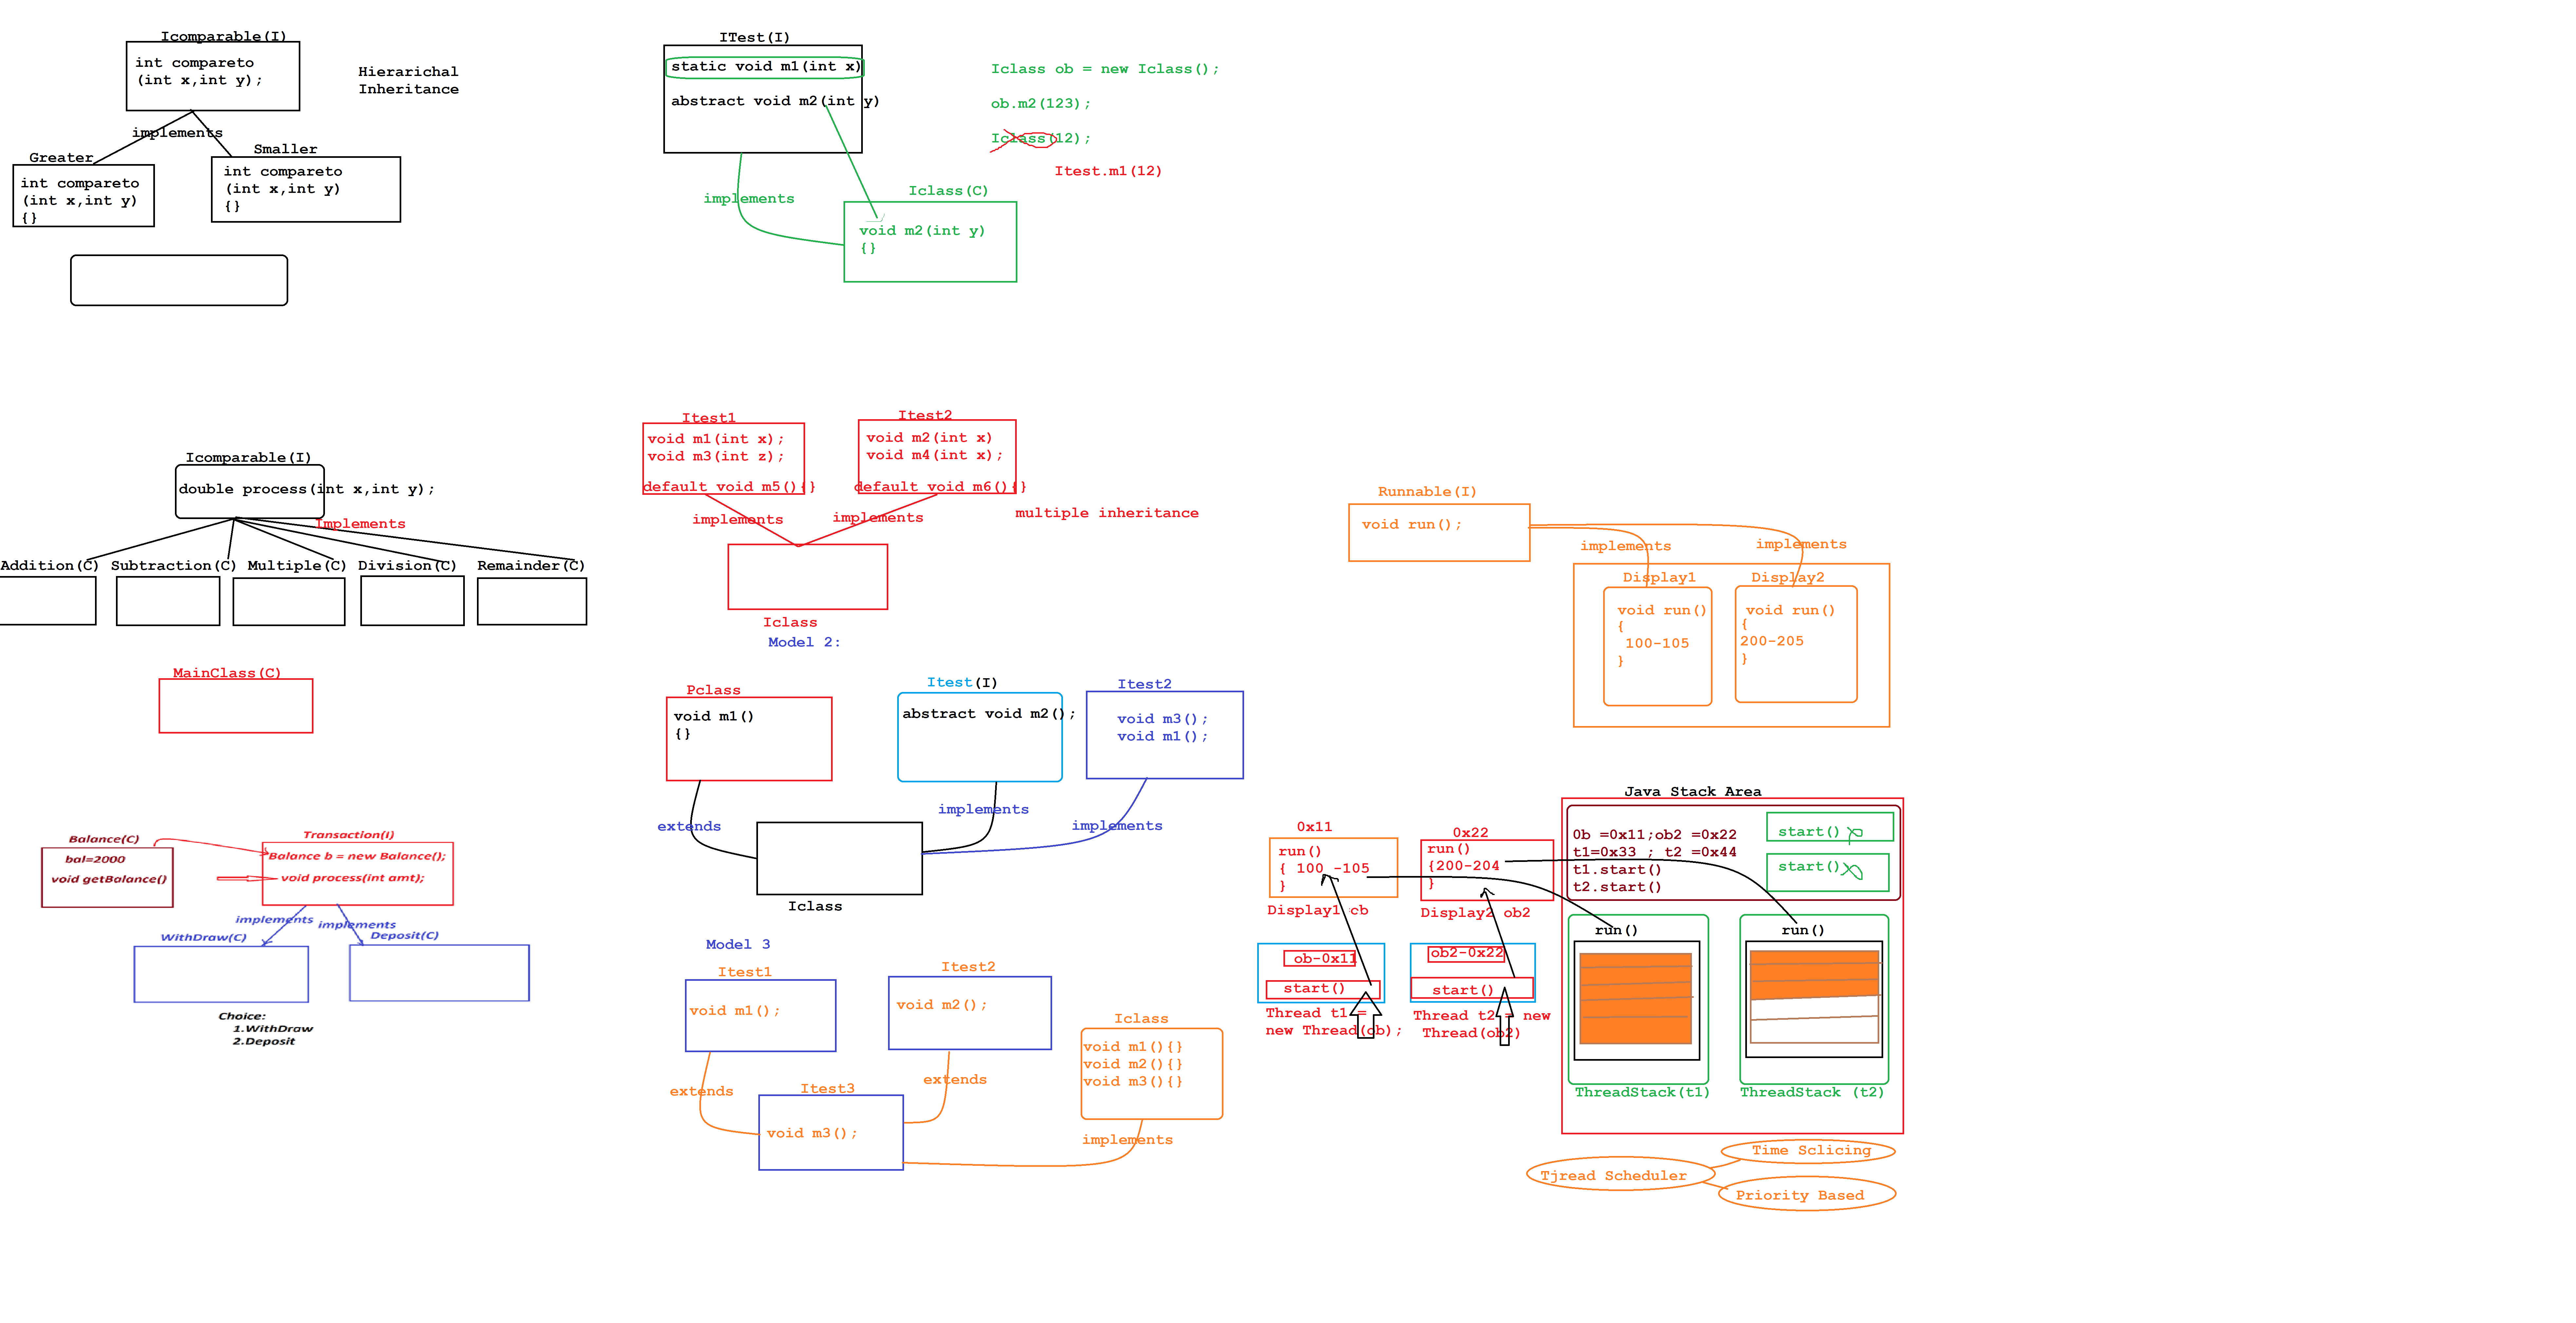 Icomparable(I)
int compareto
(int x,int y);
Hierarichal
Inheritance
implements
Greater
int compareto
(int x,int y)
{}
Smaller
int compareto
(int x,int y)
{}
ITest(I)
static void m1(int x)
abstract void m2(int y)
Iclass ob = new Iclass();
ob.m2(123);
Iclass(12);
Itest.m1(12)
implements
Iclass(C)
void m2(int y)
{}
Icomparable(I)
double process(int x,int y);
Implements
Addition(C)
Subtraction(C)
Multiple(C)
Division(C)
Remainder(C)
MainClass(C)
Balance(C)
bal=2000
void getBalance()
Transaction(I)
Balance b = new Balance();
void process(int amt);
implements
implements
WithDraw(C)
Deposit(C)
Choice:
1.WithDraw
2.Deposit
Itest1
void m1(int x);
void m3(int z);
default void m5(){}
Itest2
void m2(int x)
void m4(int x);
default void m6(){}
implements
implements
multiple inheritance
Iclass
Model 2:
Pclass
void m1()
{}
Itest(I)
abstract void m2();
Itest2
void m3();
void m1();
extends
implements
implements
Iclass
Model 3
Itest1
void m1();
Itest2
void m2();
extends
extends
Itest3
void m3();
Iclass
void m1(){}
void m2(){}
void m3(){}
implements
Runnable(I)
void run();
implements
implements
Display1
void run()
{
100-105
}
Display2
void run()
{
200-205
}
0x11
run()
{ 100 -105
}
Display1 ob
0x22
run()
{200-204
}
Display2 ob2
ob-0x11
start()
Thread t1 =
new Thread(ob);
ob2-0x22
start()
Thread t2 = new
Thread(ob2)
Java Stack Area
0b =0x11;ob2 =0x22
t1=0x33 ; t2 =0x44
t1.start()
t2.start()
start()
start()
run()
ThreadStack(t1)
run()
ThreadStack (t2)
Tjread Scheduler
Time Sclicing
Priority Based